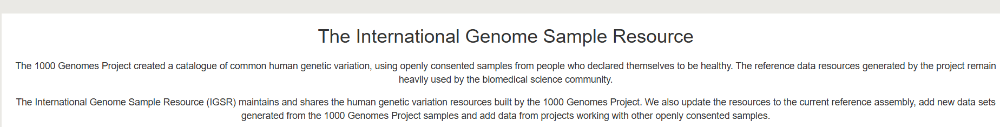 The International Genome Sample Resource
The 1000 Genomes Project created a catalogue of common human genetic variation, using openly consented samples from people who declared themselves to be healthy. The reference data resources generated by the project remain
heavily used by the biomedical science community.
The International Genome Sample Resource (IGSR) maintains and shares the human genetic variation resources built by the 1000 Genomes Project. We also update the resources to the current reference assembly, add new data sets
generated from the 1000 Genomes Project samples and add data from projects working with other openly consented samples.